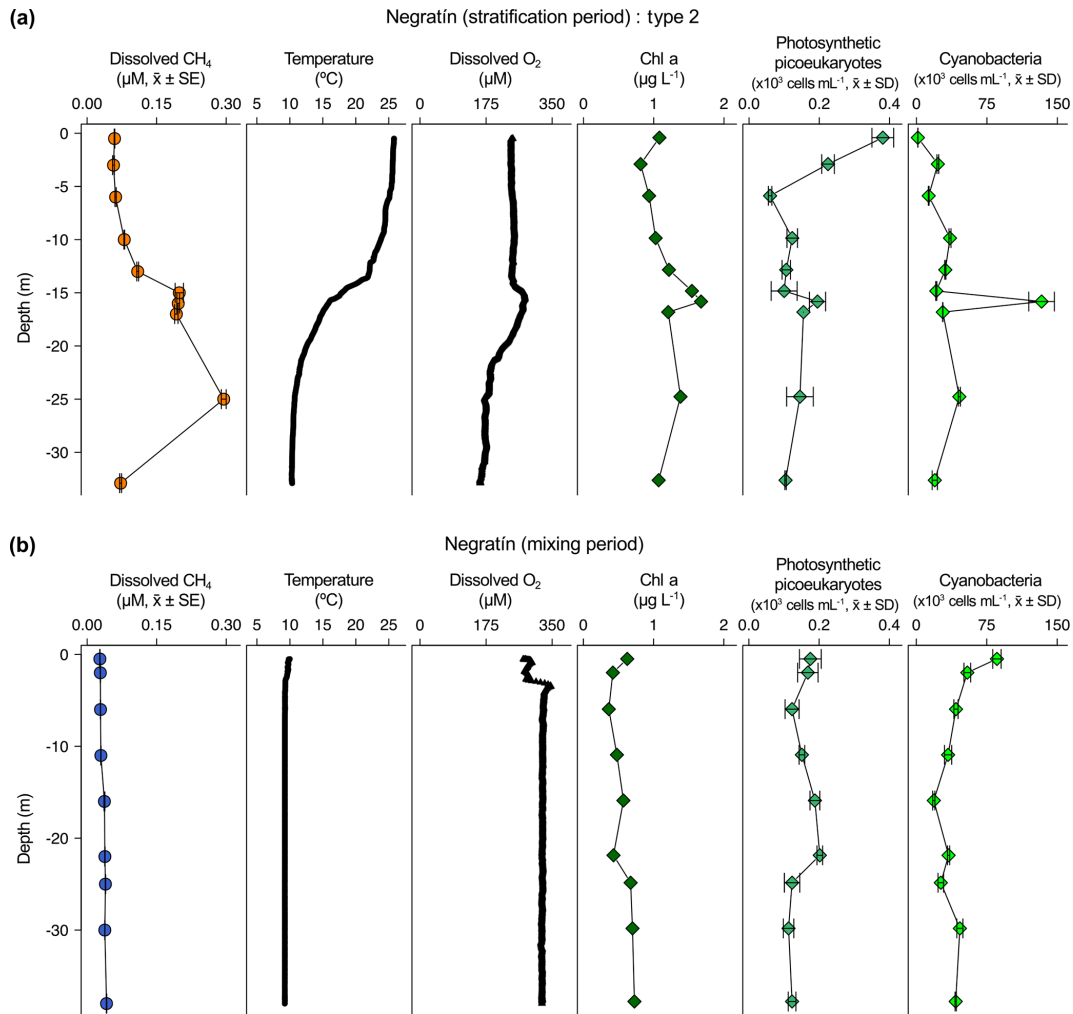 (a)
Negratín (stratification period) : type 2
Dissolved CH₄
(µM, x̄ ± SE)
Temperature
(ºC)
Dissolved O₂
(µM)
Chl a
(µg L⁻¹)
Photosynthetic
picoeukaryotes
(x10³ cells mL⁻¹, x̄ ± SD)
Cyanobacteria
(x10³ cells mL⁻¹, x̄ ± SD)
0.00 0.15 0.30 5 10 15 20 25 0 175 350 0 1 2 0.0 0.2 0.4 0 75 150
0
-5
-10
-15
-20
-25
-30
Depth (m)
(b)
Negratín (mixing period)
Dissolved CH₄
(µM, x̄ ± SE)
Temperature
(ºC)
Dissolved O₂
(µM)
Chl a
(µg L⁻¹)
Photosynthetic
picoeukaryotes
(x10³ cells mL⁻¹, x̄ ± SD)
Cyanobacteria
(x10³ cells mL⁻¹, x̄ ± SD)
0.00 0.15 0.30 5 10 15 20 25 0 175 350 0 1 2 0.0 0.2 0.4 0 75 150
0
-10
-20
-30
Depth (m)